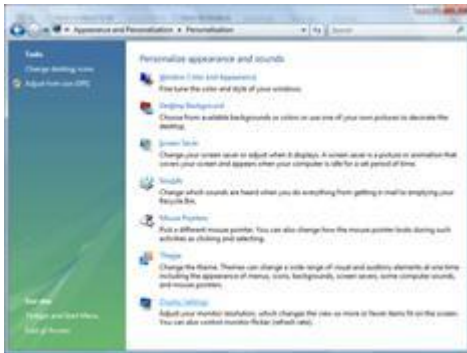 Appearance and Personalization ▸ Personalization
Search
Tasks
Change desktop icons
Adjust font size (DPI)
Personalize appearance and sounds
Window Color and Appearance
Fine tune the color and style of your windows.
Desktop Background
Choose from available backgrounds or colors or use one of your own pictures to decorate the
desktop.
Screen Saver
Change your screen saver or adjust when it displays. A screen saver is a picture or animation that
covers your screen and appears when your computer is idle for a set period of time.
Sounds
Change which sounds are heard when you do everything from getting e-mail to emptying your
Recycle Bin.
Mouse Pointers
Pick a different mouse pointer. You can also change how the mouse pointer looks during such
activities as clicking and selecting.
Theme
Change the theme. Themes can change a wide range of visual and auditory elements at one time
including the appearance of menus, icons, backgrounds, screen savers, some computer sounds,
and mouse pointers.
Display Settings
Adjust your monitor resolution, which changes the view so more or fewer items fit on the screen.
You can also control monitor flicker (refresh rate).
See also
Taskbar and Start Menu
Ease of Access